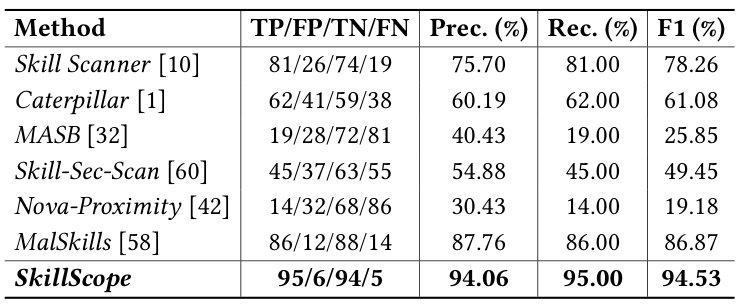 Method TP/FP/TN/FN Prec. (%) Rec. (%) F1 (%)
Skill Scanner [10] 81/26/74/19 75.70 81.00 78.26
Caterpillar [1] 62/41/59/38 60.19 62.00 61.08
MASB [32] 19/28/72/81 40.43 19.00 25.85
Skill-Sec-Scan [60] 45/37/63/55 54.88 45.00 49.45
Nova-Proximity [42] 14/32/68/86 30.43 14.00 19.18
MalSkills [58] 86/12/88/14 87.76 86.00 86.87
SkillScope 95/6/94/5 94.06 95.00 94.53